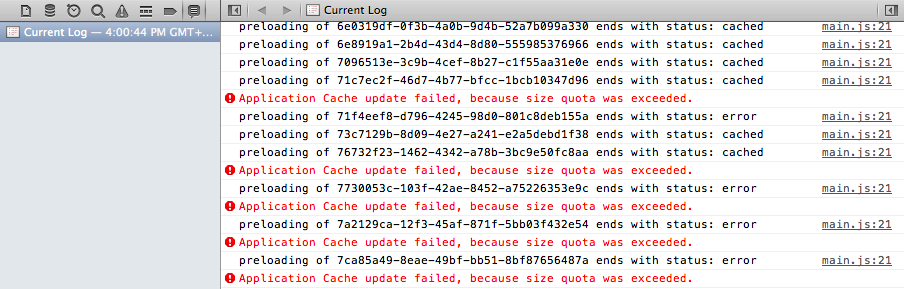 Current Log
Current Log — 4:00:44 PM GMT+...
preloading of 6e0319df-0f3b-4a0b-9d4b-52a7b099a330 ends with status: cached main.js:21
preloading of 6e8919a1-2b4d-43d4-8d80-555985376966 ends with status: cached main.js:21
preloading of 7096513e-3c9b-4cef-8b27-c1f55aa31e0e ends with status: cached main.js:21
preloading of 71c7ec2f-46d7-4b77-bfcc-1bcb10347d96 ends with status: cached main.js:21
Application Cache update failed, because size quota was exceeded.
preloading of 71f4eef8-d796-4245-98d0-801c8deb155a ends with status: error main.js:21
preloading of 73c7129b-8d09-4e27-a241-e2a5debd1f38 ends with status: cached main.js:21
preloading of 76732f23-1462-4342-a78b-3bc9e50fc8aa ends with status: cached main.js:21
Application Cache update failed, because size quota was exceeded.
preloading of 7730053c-103f-42ae-8452-a75226353e9c ends with status: error main.js:21
Application Cache update failed, because size quota was exceeded.
preloading of 7a2129ca-12f3-45af-871f-5bb03f432e54 ends with status: error main.js:21
Application Cache update failed, because size quota was exceeded.
preloading of 7ca85a49-8eae-49bf-bb51-8bf87656487a ends with status: error main.js:21
Application Cache update failed, because size quota was exceeded.